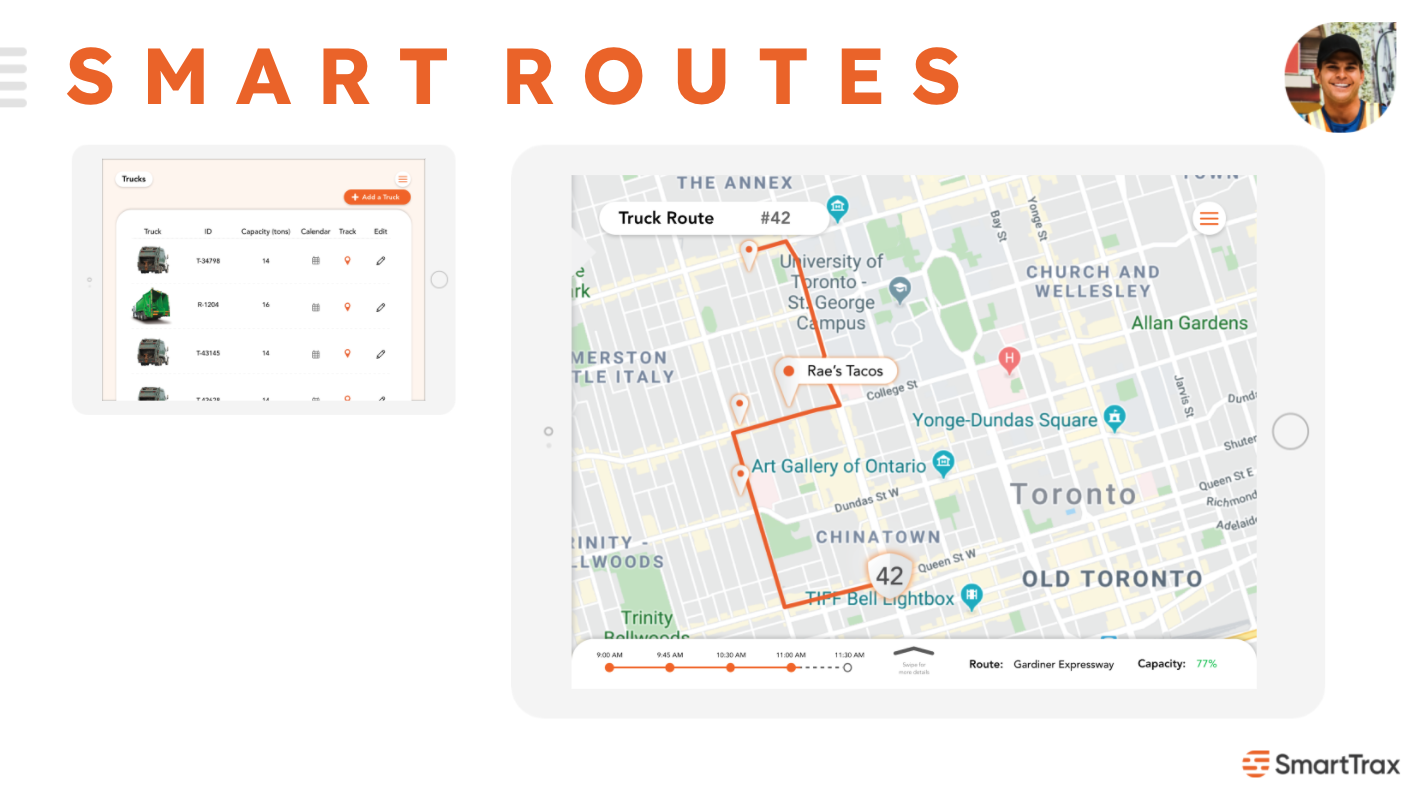 SMART ROUTES
Trucks
+ Add a Truck
Truck ID Capacity (tons) Calendar Track Edit
T-34798 14
R-1204 16
T-43145 14
14
THE ANNEX
Truck Route #42
Bay St
Yonge St
University of
Toronto -
St. George
Campus
CHURCH AND
WELLESLEY
Allan Gardens
MERSTON
TLE ITALY
Rae's Tacos
College St
Jarvis St
Yonge-Dundas Square
Shuter
Art Gallery of Ontario
Queen St E
Toronto
Richmond
Dundas St W
Adelaide
CHINATOWN
INITY -
LLWOODS
42
Queen St W
OLD TORONTO
TIFF Bell Lightbox
Trinity
Bellwoods
9:00 AM 9:45 AM 10:30 AM 11:00 AM 11:30 AM
Swipe for
more details
Route: Gardiner Expressway Capacity: 77%
SmartTrax